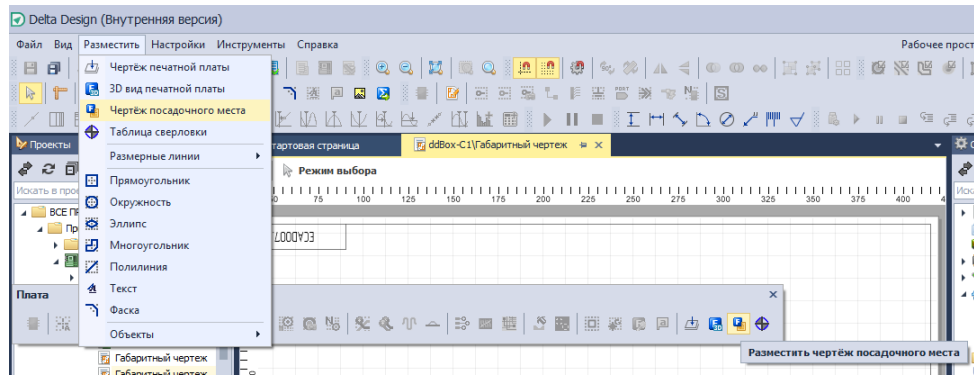 Delta Design (Внутренняя версия)
Файл Вид Разместить Настройки Инструменты Справка
Рабочее прост
Чертёж печатной платы
3D вид печатной платы
Чертёж посадочного места
Таблица сверловки
Размерные линии
Прямоугольник
Окружность
Эллипс
Многоугольник
Полилиния
Текст
Фаска
Объекты
Проекты
тартовая страница
ddBox-C1\Габаритный чертеж
Режим выбора
Искать в прое
75 100 125 150 175 200 225 250 275 300 325 350 375 400
ВСЕ ПР
Пр
Плата
Разместить чертёж посадочного места
Габаритный чертеж
Габаритный чертеж